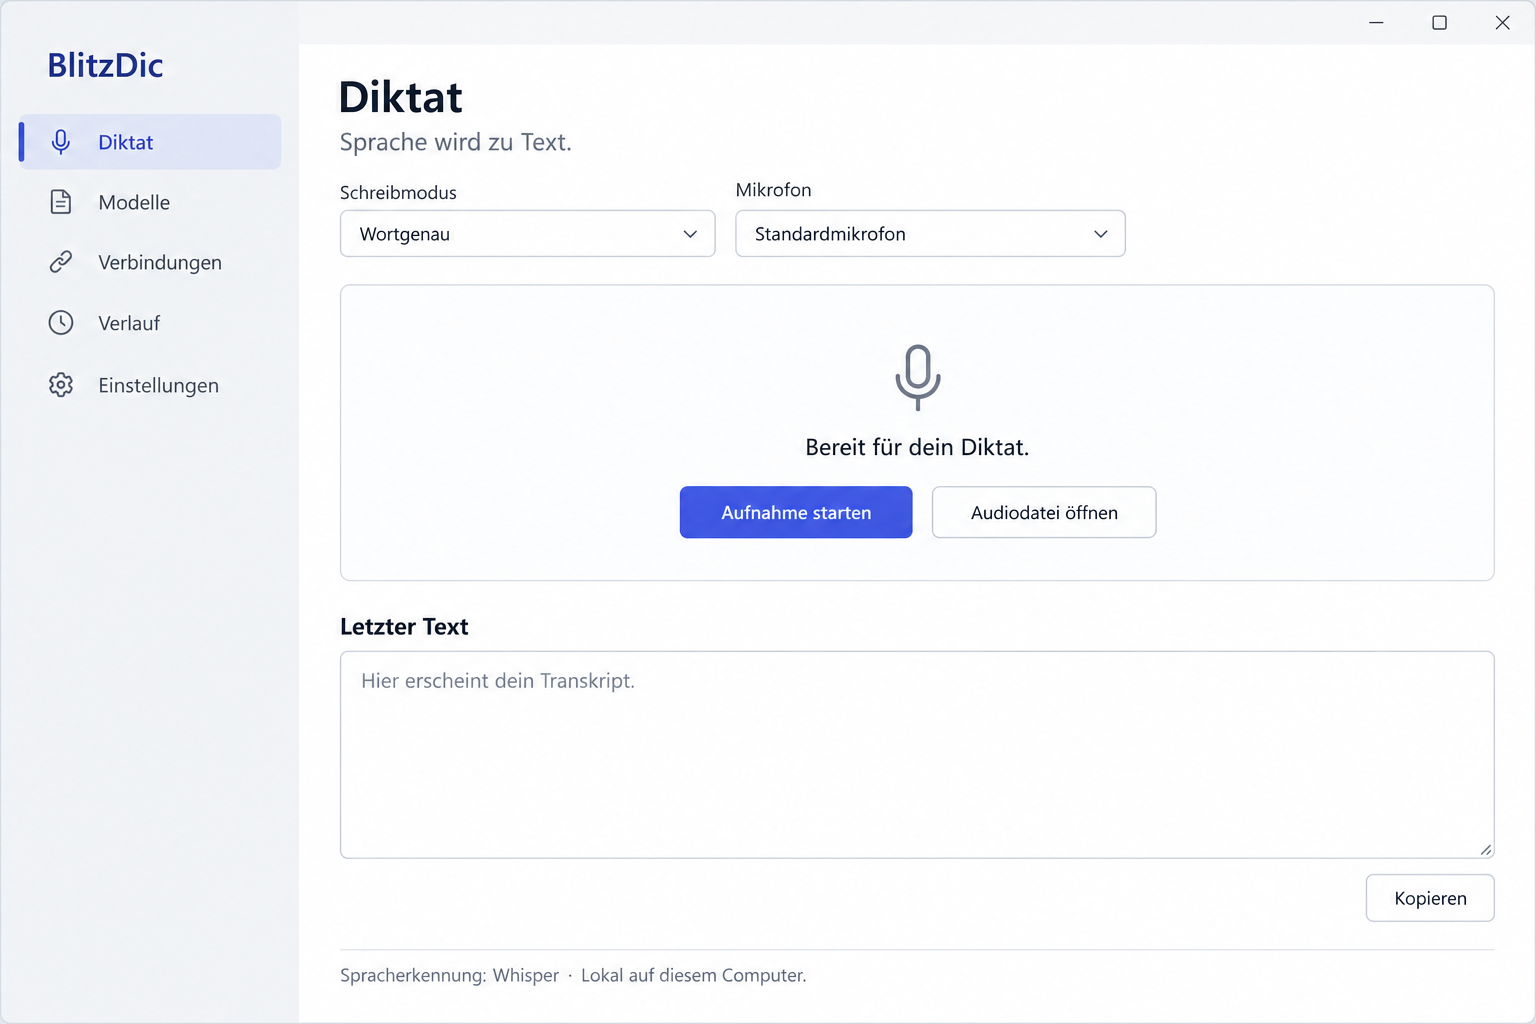 BlitzDic
Diktat
Modelle
Verbindungen
Verlauf
Einstellungen
Diktat
Sprache wird zu Text.
Schreibmodus
Wortgenau
Mikrofon
Standardmikrofon
Bereit für dein Diktat.
Aufnahme starten
Audiodatei öffnen
Letzter Text
Hier erscheint dein Transkript.
Kopieren
Spracherkennung: Whisper · Lokal auf diesem Computer.